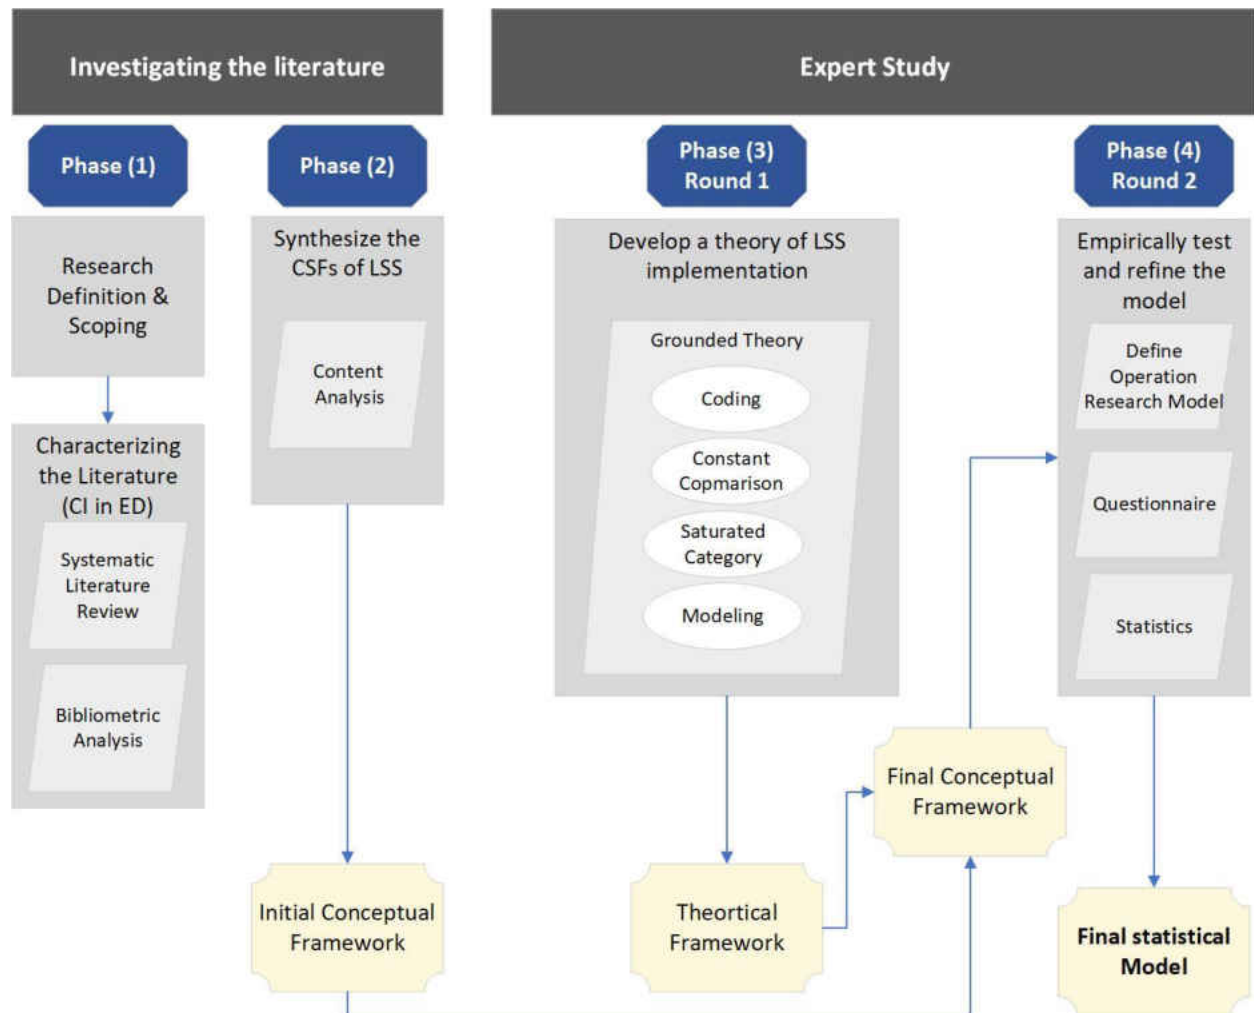 Investigating the literature
Expert Study
Phase (1)
Phase (2)
Phase (3)
Round 1
Phase (4)
Round 2
Research
Definition &
Scoping
Characterizing
the Literature
(CI in ED)
Systematic
Literature
Review
Bibliometric
Analysis
Synthesize the
CSFs of LSS
Content
Analysis
Initial Conceptual
Framework
Develop a theory of LSS
implementation
Grounded Theory
Coding
Constant
Copmarison
Saturated
Category
Modeling
Theortical
Framework
Final Conceptual
Framework
Empirically test
and refine the
model
Define
Operation
Research Model
Questionnaire
Statistics
Final statistical
Model